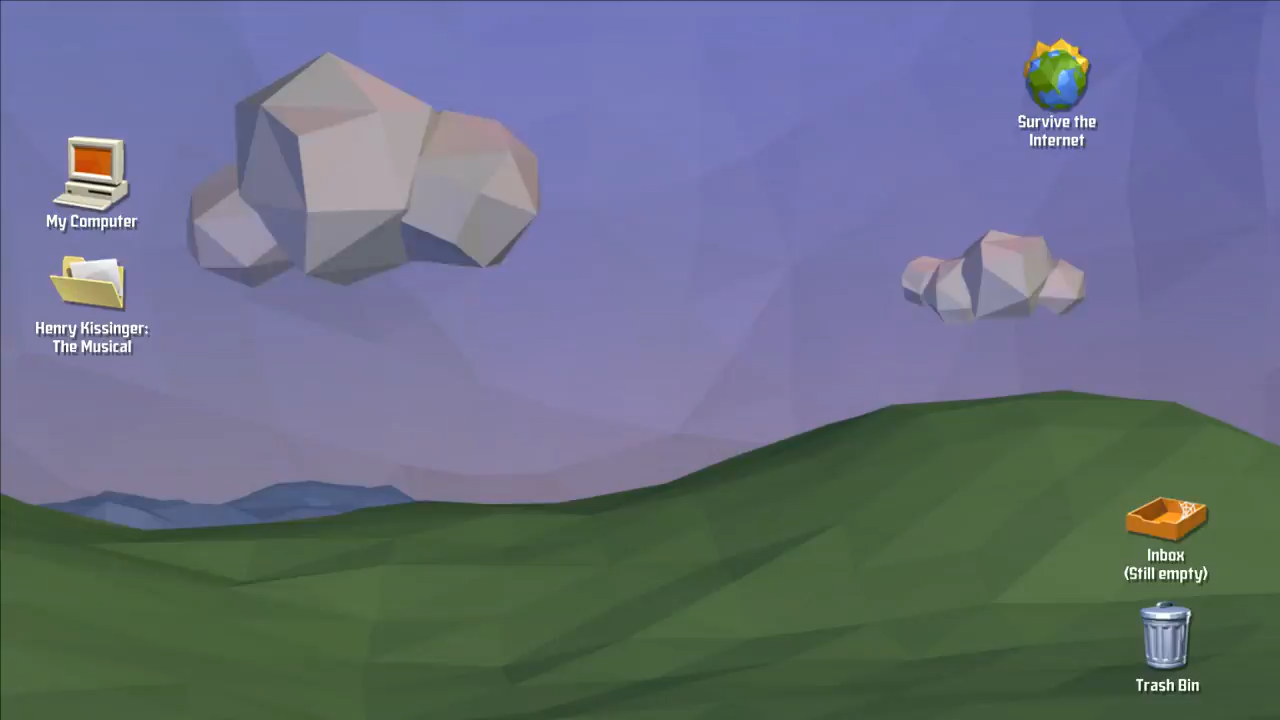 Survive the
Internet
My Computer
Henry Kissinger:
The Musical
Inbox
(Still empty)
Trash Bin